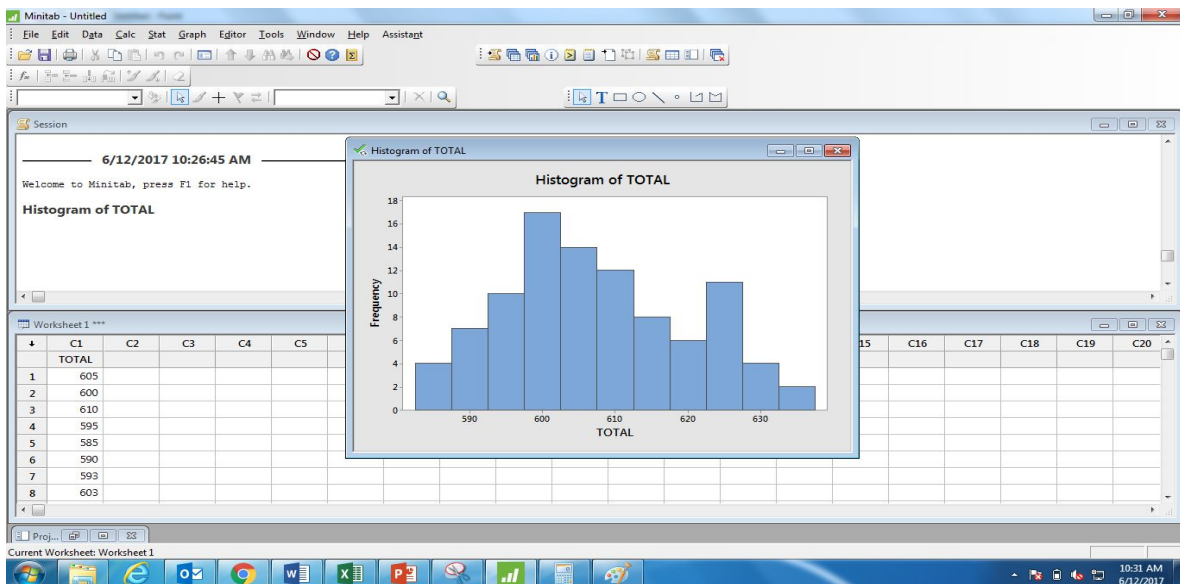 Minitab - Untitled
File Edit Data Calc Stat Graph Editor Tools Window Help Assistant
Session
6/12/2017 10:26:45 AM
Welcome to Minitab, press F1 for help.
Histogram of TOTAL
Histogram of TOTAL
Histogram of TOTAL
18
16
14
12
10
8
6
4
2
0
Frequency
590 600 610 620 630
TOTAL
Worksheet 1 ***
C1 C2 C3 C4 C5 15 C16 C17 C18 C19 C20
TOTAL
1 605
2 600
3 610
4 595
5 585
6 590
7 593
8 603
Proj...
Current Worksheet: Worksheet 1
10:31 AM
6/12/2017